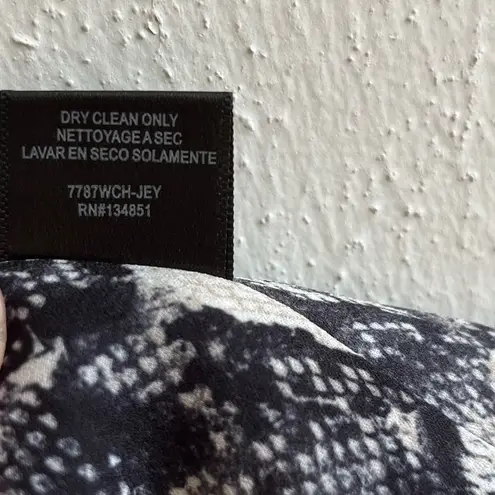 DRY CLEAN ONLY
NETTOYAGE A SEC
LAVAR EN SECO SOLAMENTE
7787WCH-JEY
RN#134851